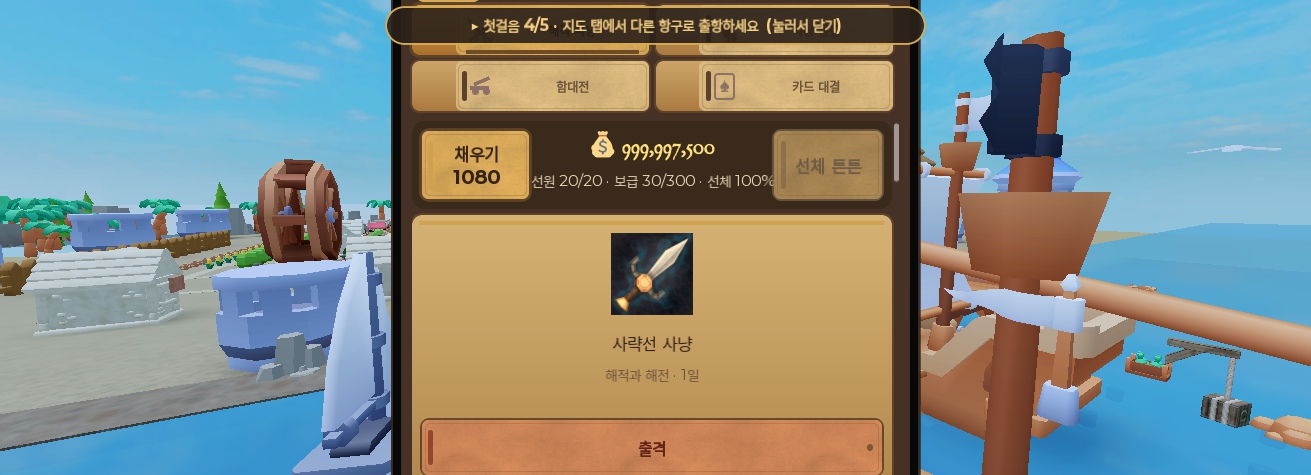 ▸ 첫걸음 4/5 · 지도 탭에서 다른 항구로 출항하세요 (눌러서 닫기)
함대전
카드 대결
채우기
1080
999,997,500
선원 20/20 · 보급 30/300 · 선체 100%
선체 튼튼
사략선 사냥
해적과 해전 · 1일
출격